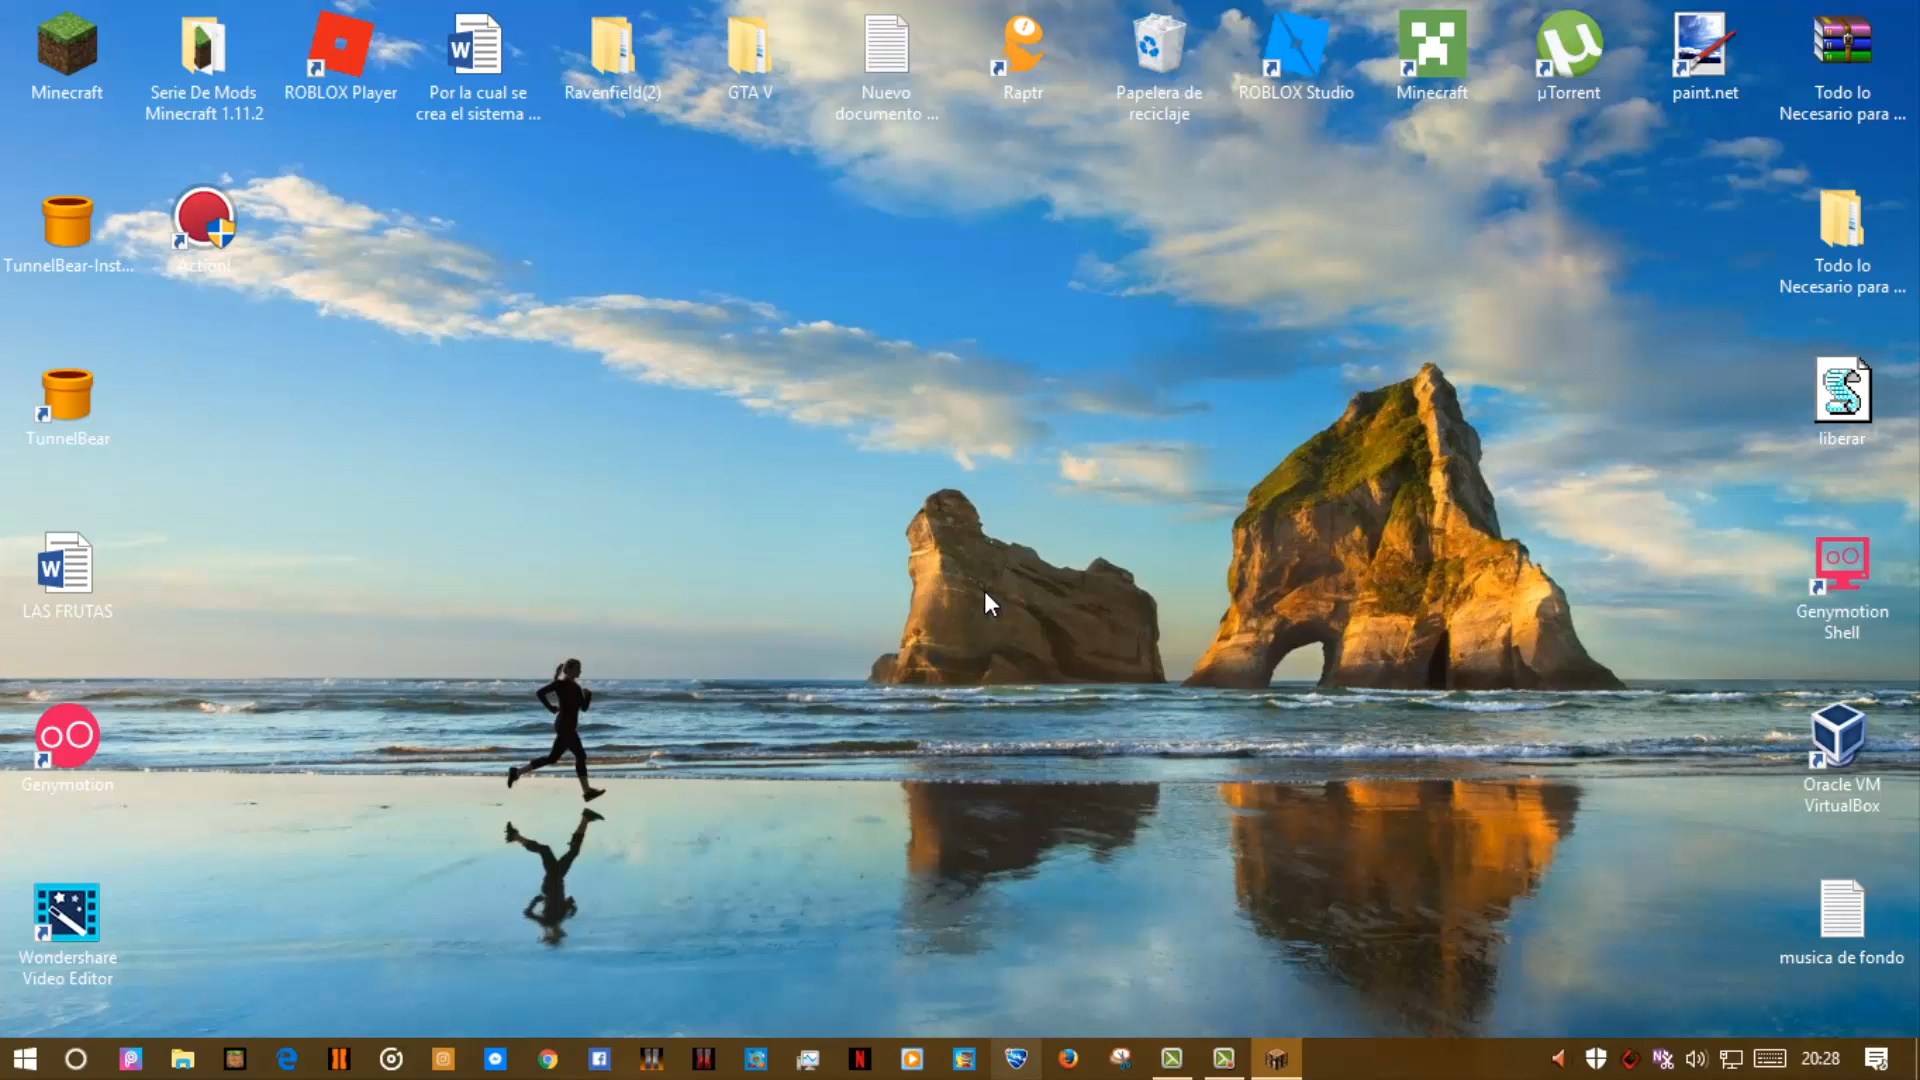 Minecraft
Serie De Mods
Minecraft 1.11.2
ROBLOX Player
Por la cual se
crea el sistema ...
Ravenfield(2)
GTA V
Nuevo
documento ...
Raptr
Papelera de
reciclaje
ROBLOX Studio
Minecraft
µTorrent
paint.net
Todo lo
Necesario para ...
TunnelBear-Inst...
Action!
Todo lo
Necesario para ...
TunnelBear
liberar
LAS FRUTAS
Genymotion
Shell
Genymotion
Oracle VM
VirtualBox
Wondershare
Video Editor
musica de fondo
20:28